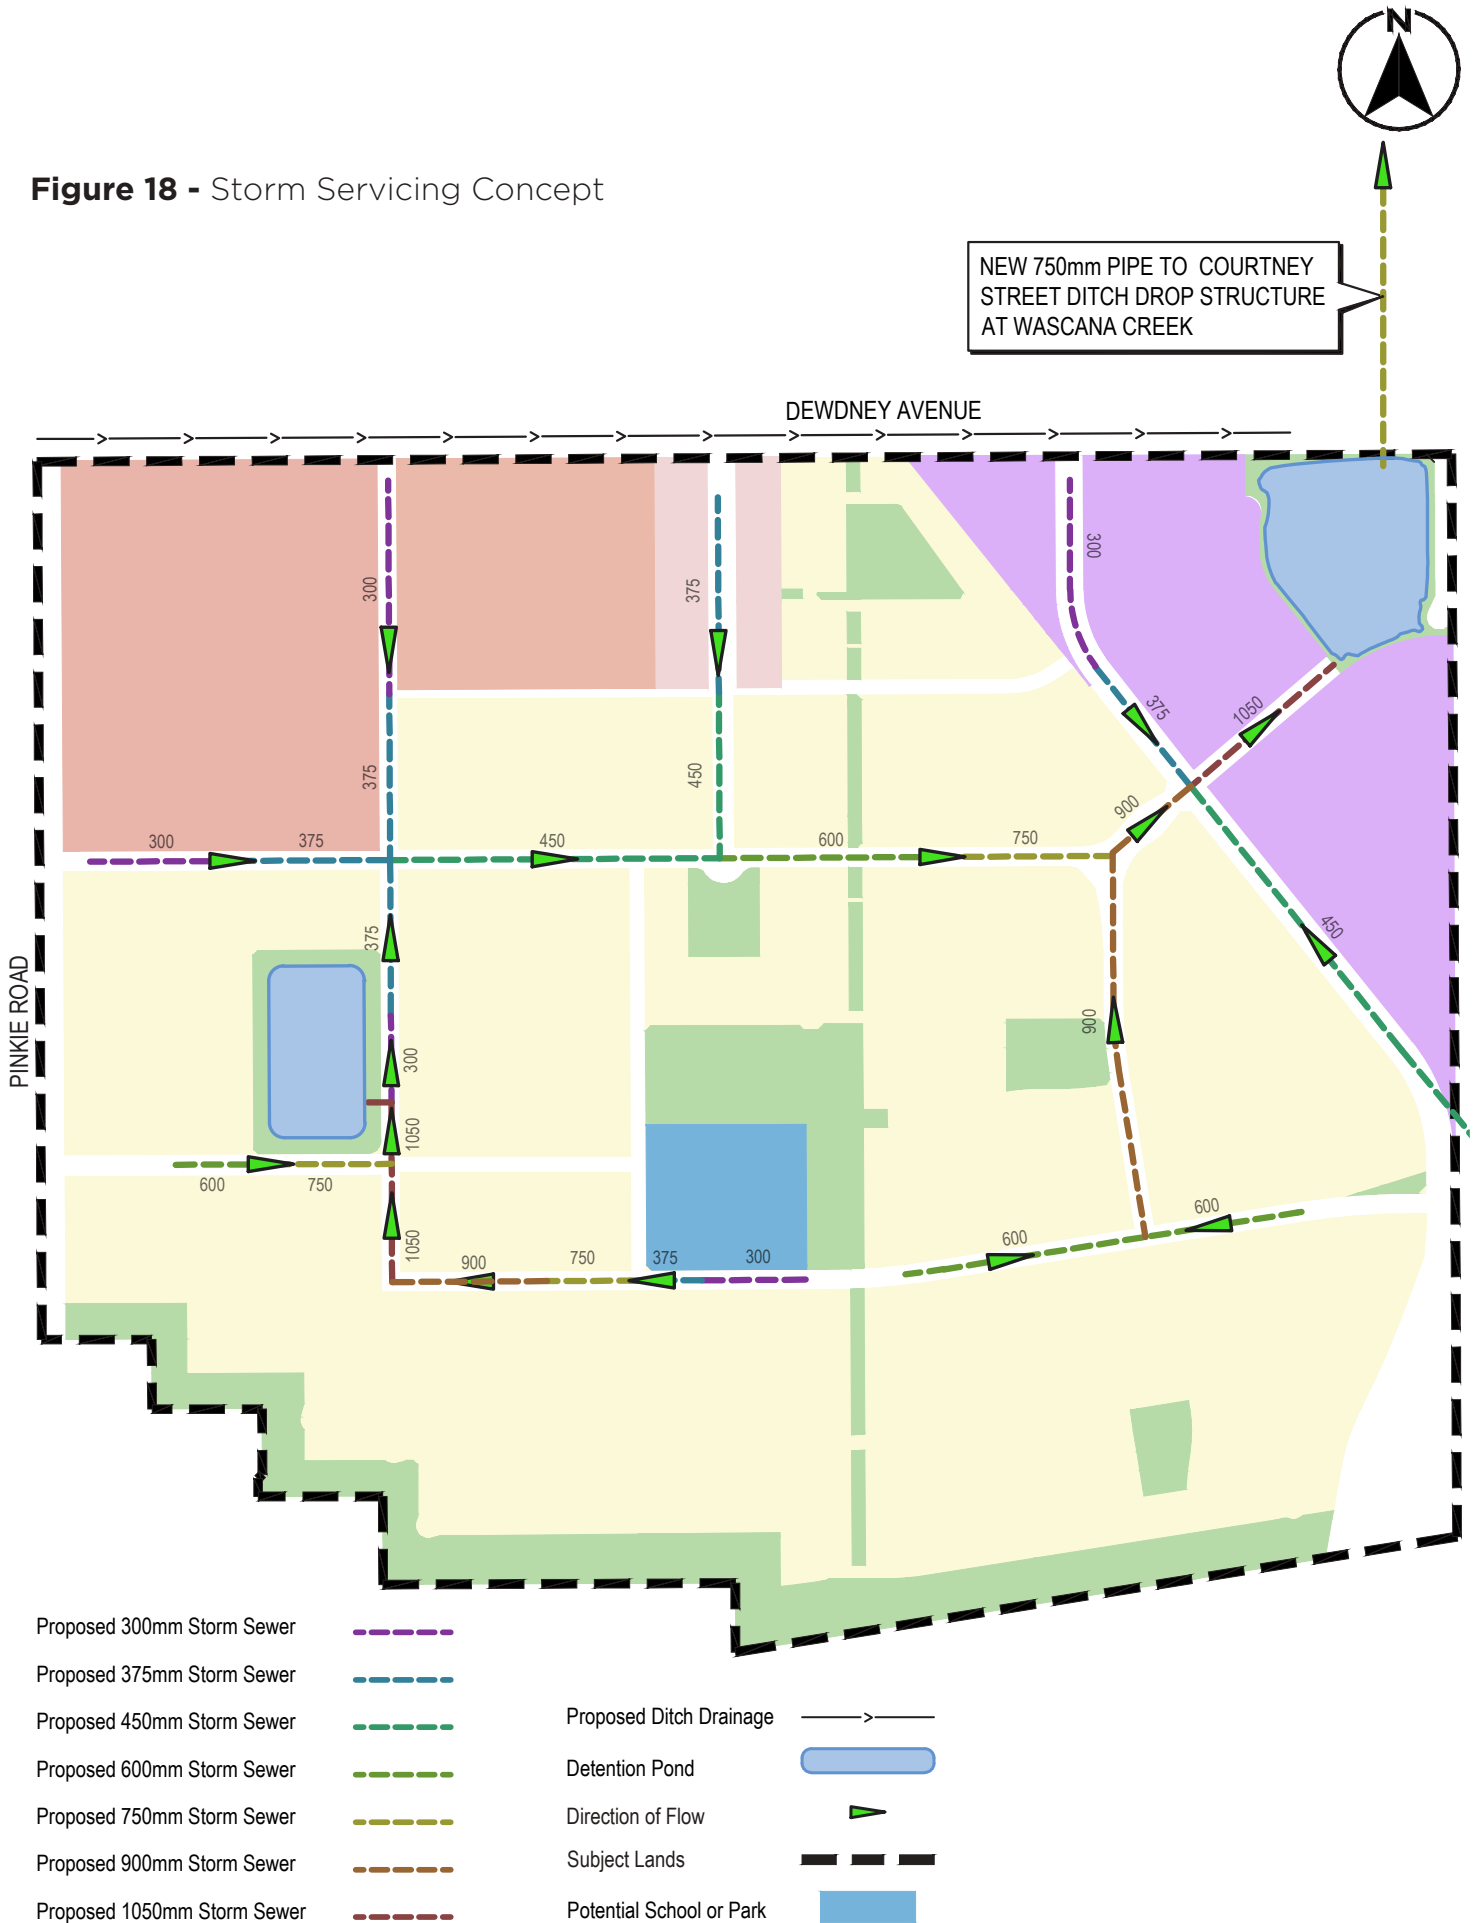 N
Figure 18 - Storm Servicing Concept
NEW 750mm PIPE TO COURTNEY
STREET DITCH DROP STRUCTURE
AT WASCANA CREEK
DEWDNEY AVENUE
300
300
375
375
1050
375
450
900
300
375
450
600
750
450
375
PINKIE ROAD
900
300
1050
600
750
600
600
1050
900
750
375
300
Proposed 300mm Storm Sewer
Proposed 375mm Storm Sewer
Proposed 450mm Storm Sewer
Proposed 600mm Storm Sewer
Proposed 750mm Storm Sewer
Proposed 900mm Storm Sewer
Proposed 1050mm Storm Sewer
Proposed Ditch Drainage
Detention Pond
Direction of Flow
Subject Lands
Potential School or Park